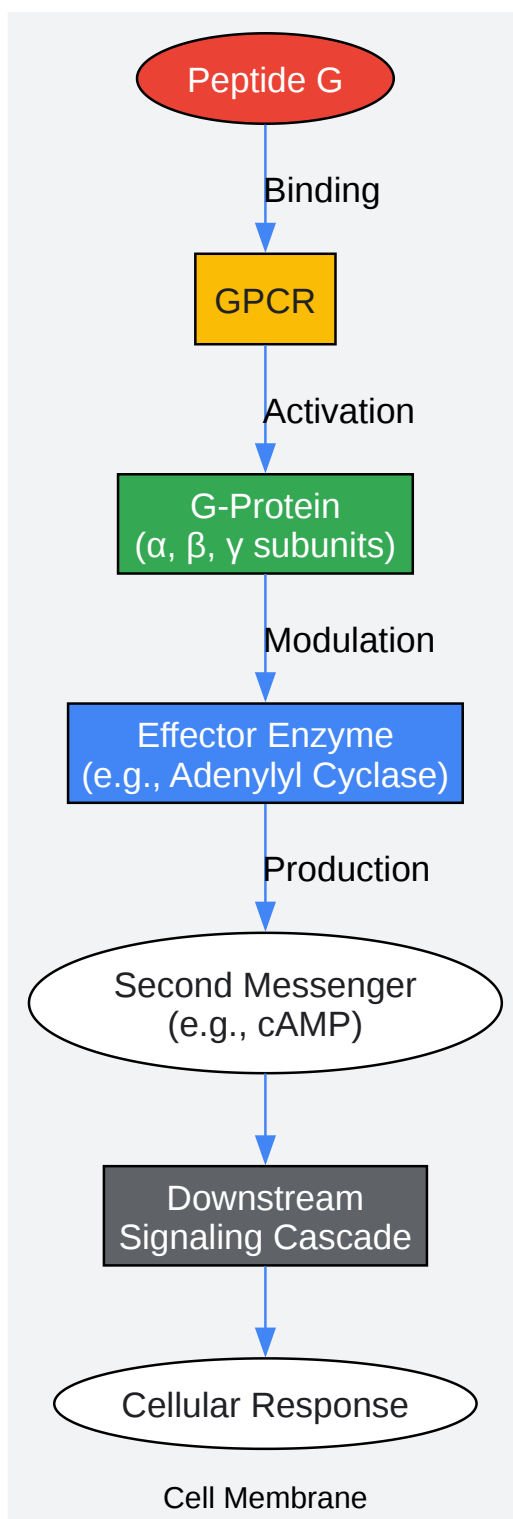 Peptide G
Binding
GPCR
Activation
G-Protein
(α, β, γ subunits)
Modulation
Effector Enzyme
(e.g., Adenylyl Cyclase)
Production
Second Messenger
(e.g., cAMP)
Downstream
Signaling Cascade
Cellular Response
Cell Membrane